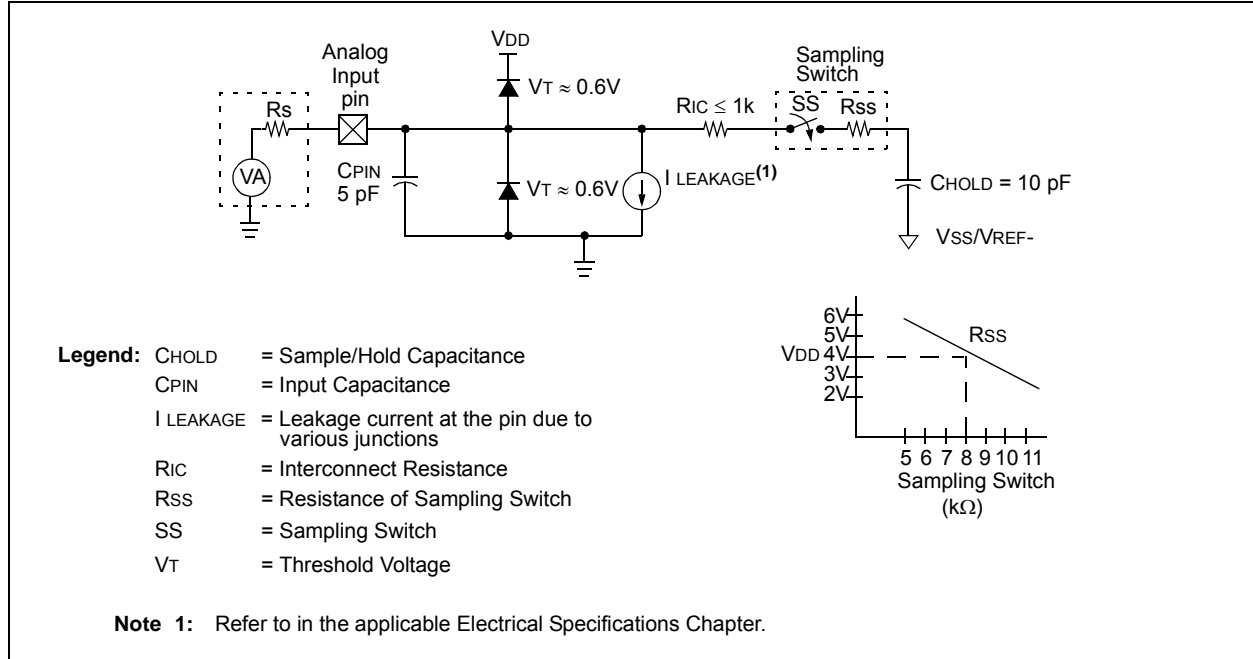 VDD
Analog
Input
pin
Sampling
Switch
VT ≈ 0.6V
Rs
RIC ≤ 1k
SS
Rss
VA
CPIN
5 pF
VT ≈ 0.6V
I LEAKAGE(1)
CHOLD = 10 pF
VSS/VREF-
6V
5V
VDD 4V
3V
2V
RSS
5 6 7 8 9 10 11
Sampling Switch
(kΩ)
Legend: CHOLD = Sample/Hold Capacitance
CPIN = Input Capacitance
I LEAKAGE = Leakage current at the pin due to
various junctions
RIC = Interconnect Resistance
RSS = Resistance of Sampling Switch
SS = Sampling Switch
VT = Threshold Voltage
Note 1: Refer to in the applicable Electrical Specifications Chapter.